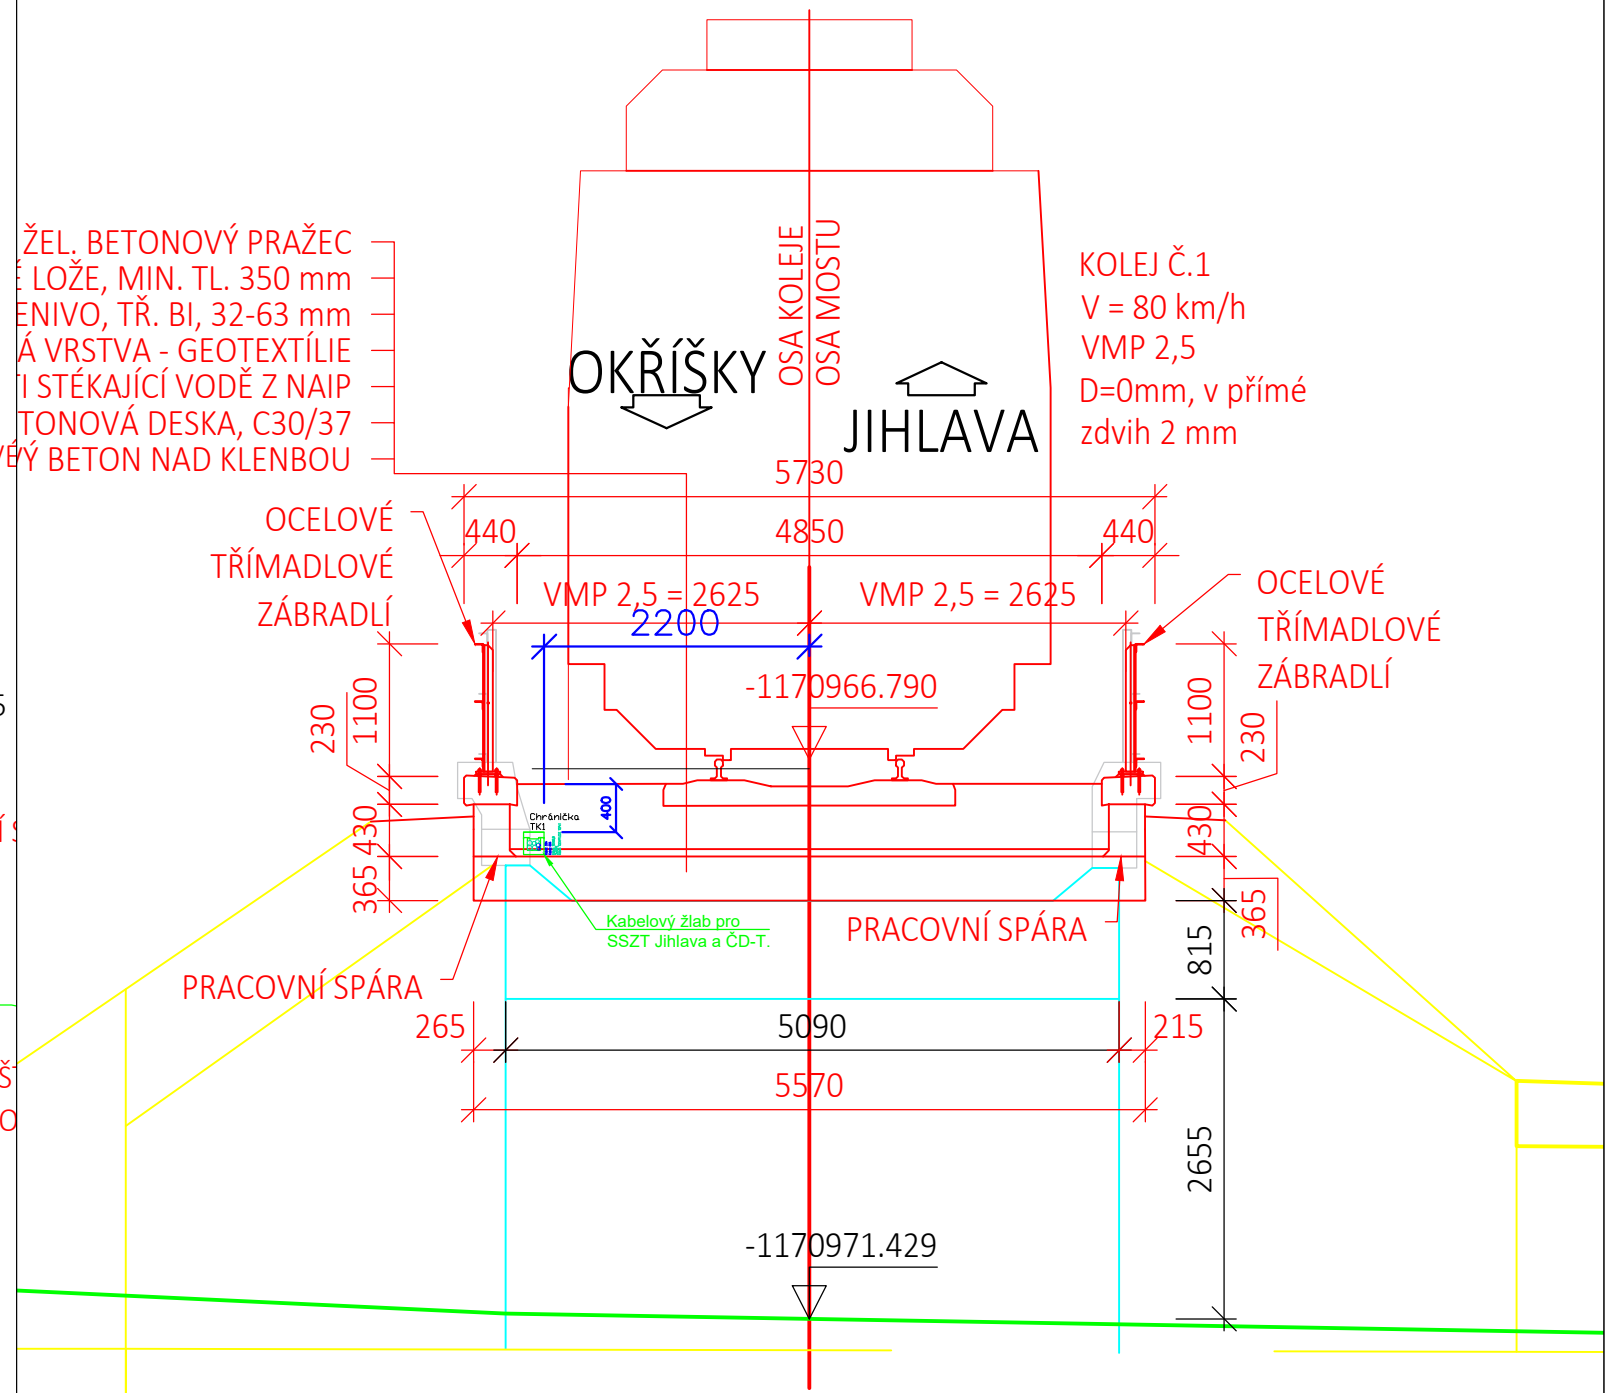 ŽEL. BETONOVÝ PRAŽEC
LOŽE, MIN. TL. 350 mm
ENIVO, TŘ. BI, 32-63 mm
Á VRSTVA - GEOTEXTÍLIE
STÉKAJÍCÍ VODĚ Z NAIP
TONOVÁ DESKA, C30/37
BETON NAD KLENBOU
OSA KOLEJE
OSA MOSTU
OKŘÍŠKY
JIHLAVA
KOLEJ Č.1
V = 80 km/h
VMP 2,5
D=0mm, v přímé
zdvih 2 mm
5730
440
4850
440
OCELOVÉ
TŘÍMADLOVÉ
ZÁBRADLÍ
VMP 2,5 = 2625
VMP 2,5 = 2625
2200
OCELOVÉ
TŘÍMADLOVÉ
ZÁBRADLÍ
-1170966.790
230
1100
430
365
1100
230
430
365
815
2655
400
Chránička
TK1
Kabelový žlab pro
SSZT Jihlava a ČD-T.
PRACOVNÍ SPÁRA
PRACOVNÍ SPÁRA
265
5090
215
5570
-1170971.429